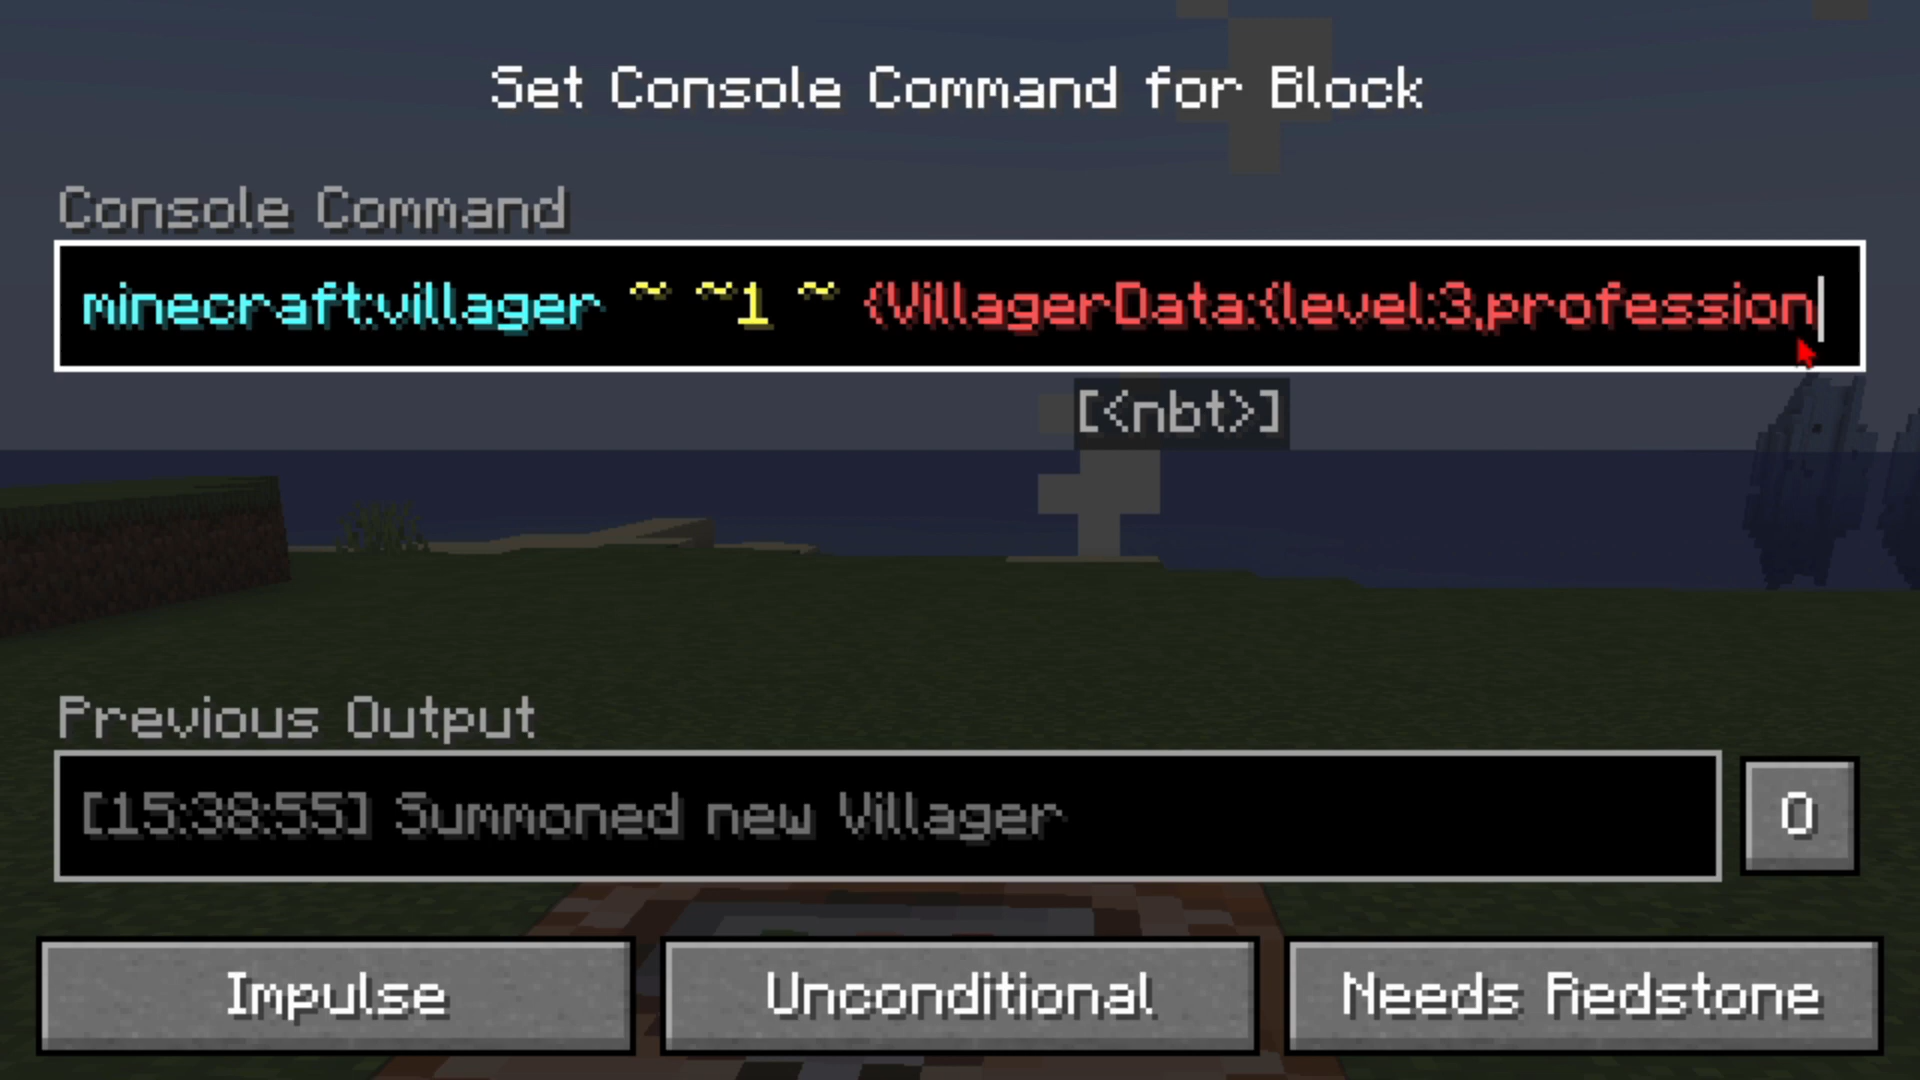 Set Console Command for Block
Console Command
minecraft:villager ~ ~1 ~ {VillagerData:{level:3,profession
[<nbt>]
Previous Output
[15:38:55] Summoned new Villager
O
Impulse
Unconditional
Needs Redstone